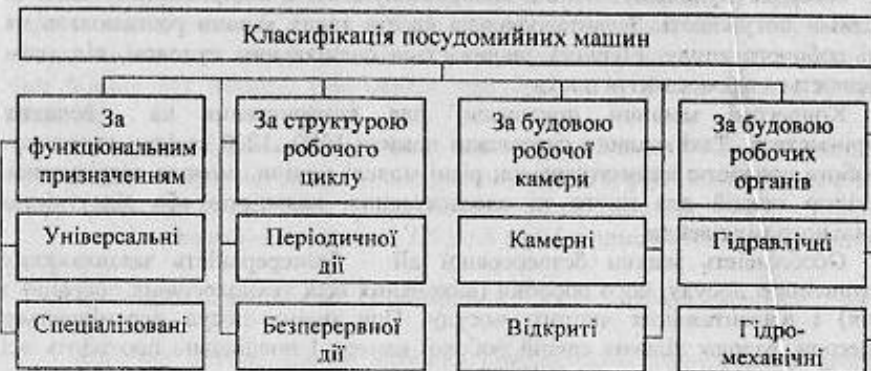 Класифікація посудомийних машин
За
функціональним
призначенням
За структурою
робочого
циклу
За будовою
робочої
камери
За будовою
робочих
органів
Універсальні
Періодичної
дії
Камерні
Гідравлічні
Спеціалізовані
Безперервної
дії
Відкриті
Гідро-
механічні